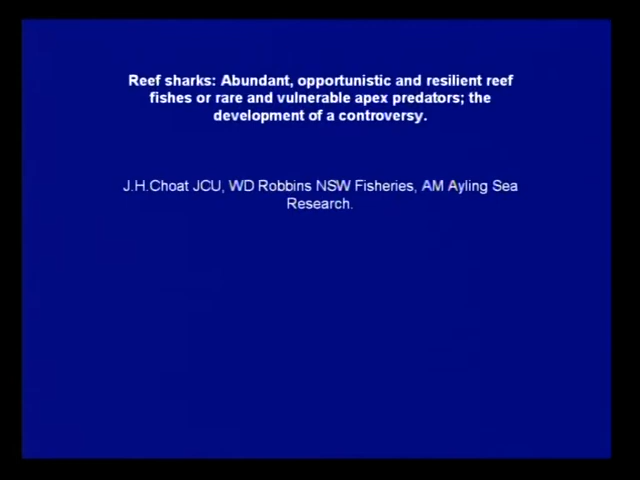 Reef sharks: Abundant, opportunistic and resilient reef
fishes or rare and vulnerable apex predators; the
development of a controversy.
J.H.Choat JCU, WD Robbins NSW Fisheries, AM Ayling Sea
Research.